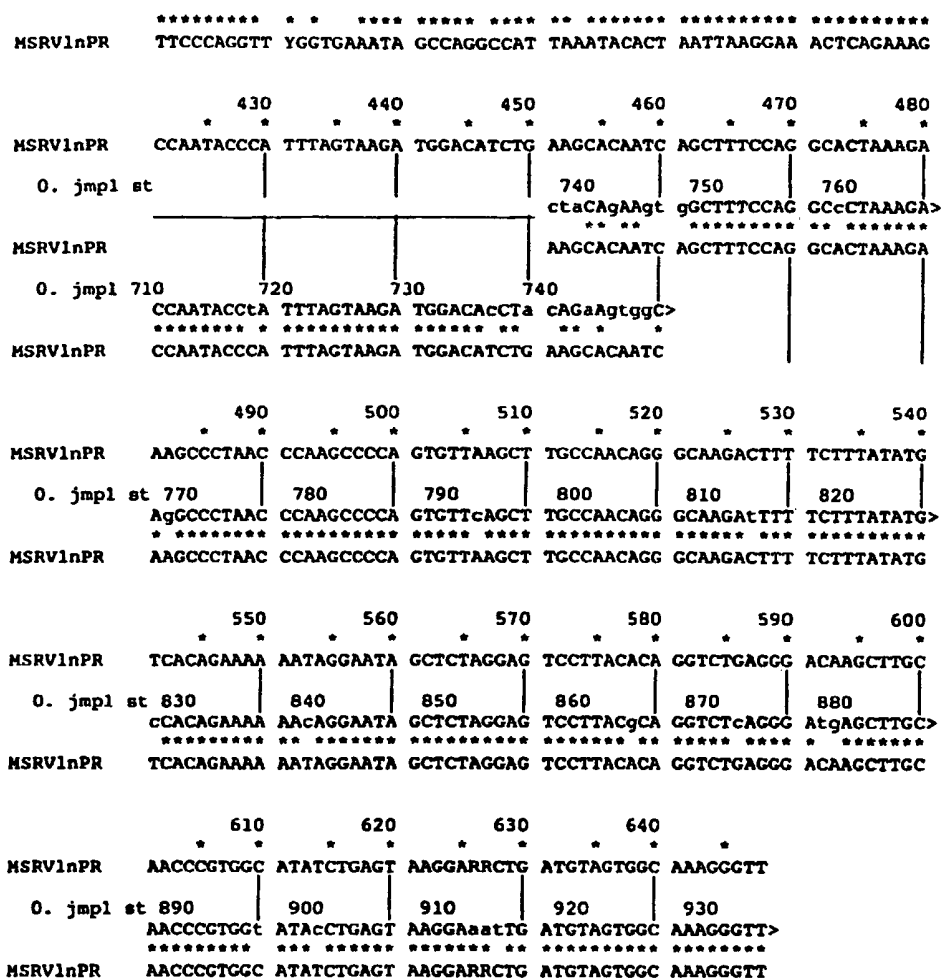 ********* * * **** **** **** ** ****** ********** **********
MSRV1nPR TTCCCAGGTT YGGTGAAATA GCCAGGCCAT TAAATACACT AATTAAGGAA ACTCAGAAAG
430 440 450 460 470 480
* * * * * * * * * * * *
MSRV1nPR CCAATACCCA TTTAGTAAGA TGGACATCTG AAGCACAATC AGCTTTCCAG GCACTAAAGA
O. jmpl st 740 750 760
ctaCAgAAgt gGCTTTCCAG GCcCTAAAGA>
** ** ********* ** *******
MSRV1nPR AAGCACAATC AGCTTTCCAG GCACTAAAGA
O. jmpl 710 720 730 740
CCAATACCtA TTTAGTAAGA TGGACAcCTa cAGaAgtggC>
******** * ********** ****** ** ** * *
MSRV1nPR CCAATACCCA TTTAGTAAGA TGGACATCTG AAGCACAATC
490 500 510 520 530 540
* * * * * * * * * * * *
MSRV1nPR AAGCCCTAAC CCAAGCCCCA GTGTTAAGCT TGCCAACAGG GCAAGACTTT TCTTTATATG
O. jmpl st 770 780 790 800 810 820
AgGCCCTAAC CCAAGCCCCA GTGTTcAGCT TGCCAACAGG GCAAGAtTTT TCTTTATATG>
* ******** ********** ***** **** ********** ****** *** **********
MSRV1nPR AAGCCCTAAC CCAAGCCCCA GTGTTAAGCT TGCCAACAGG GCAAGACTTT TCTTTATATG
550 560 570 580 590 600
* * * * * * * * * * * *
MSRV1nPR TCACAGAAAA AATAGGAATA GCTCTAGGAG TCCTTACACA GGTCTGAGGG ACAAGCTTGC
O. jmpl st 830 840 850 860 870 880
cCACAGAAAA AAcAGGAATA GCTCTAGGAG TCCTTACgCA GGTCTcAGGG AtgAGCTTGC>
********* ** ******* ********** ******* ** ***** **** * *******
MSRV1nPR TCACAGAAAA AATAGGAATA GCTCTAGGAG TCCTTACACA GGTCTGAGGG ACAAGCTTGC
610 620 630 640
* * * * * * * * *
MSRV1nPR AACCCGTGGC ATATCTGAGT AAGGARRCTG ATGTAGTGGC AAAGGGTT
O. jmpl st 890 900 910 920 930
AACCCGTGGt ATAcCTGAGT AAGGAaatTG ATGTAGTGGC AAAGGGTT>
********* *** ****** ******* ** ********** ********
MSRV1nPR AACCCGTGGC ATATCTGAGT AAGGARRCTG ATGTAGTGGC AAAGGGTT